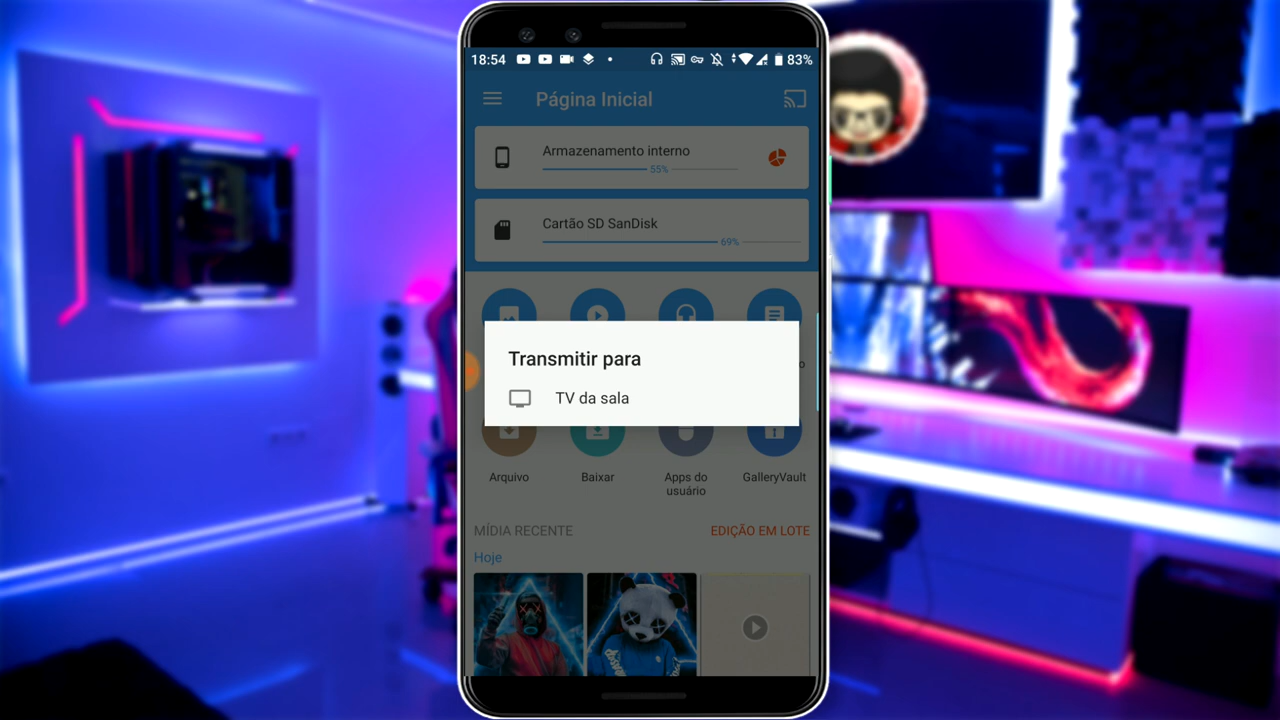 18:54
83%
Página Inicial
Armazenamento interno
55%
Cartão SD SanDisk
69%
o
Transmitir para
TV da sala
Arquivo
Baixar
Apps do
usuário
GalleryVault
MÍDIA RECENTE
EDIÇÃO EM LOTE
Hoje